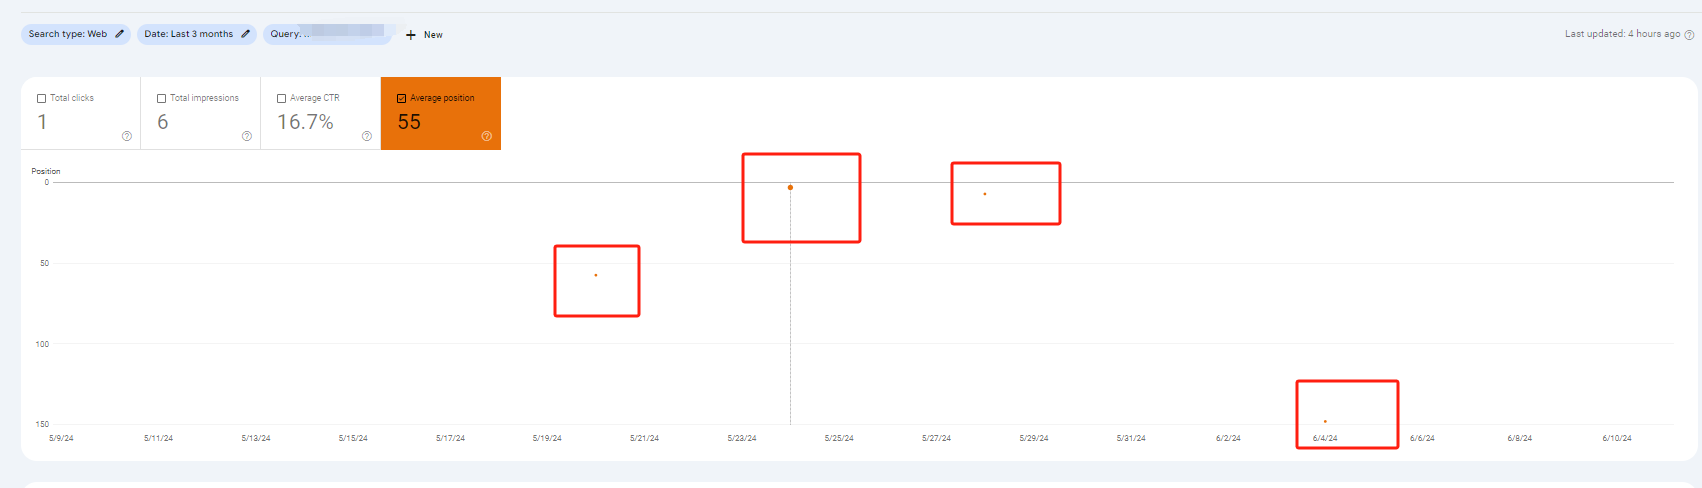 Search type: Web Date: Last 3 months Query: New Last updated: 4 hours ago
Total clicks Total impressions Average CTR Average position
1 6 16.7% 55
Position
0
50
100
150
5/9/24 5/11/24 5/13/24 5/15/24 5/17/24 5/19/24 5/21/24 5/23/24 5/25/24 5/27/24 5/29/24 5/31/24 6/2/24 6/4/24 6/6/24 6/8/24 6/10/24